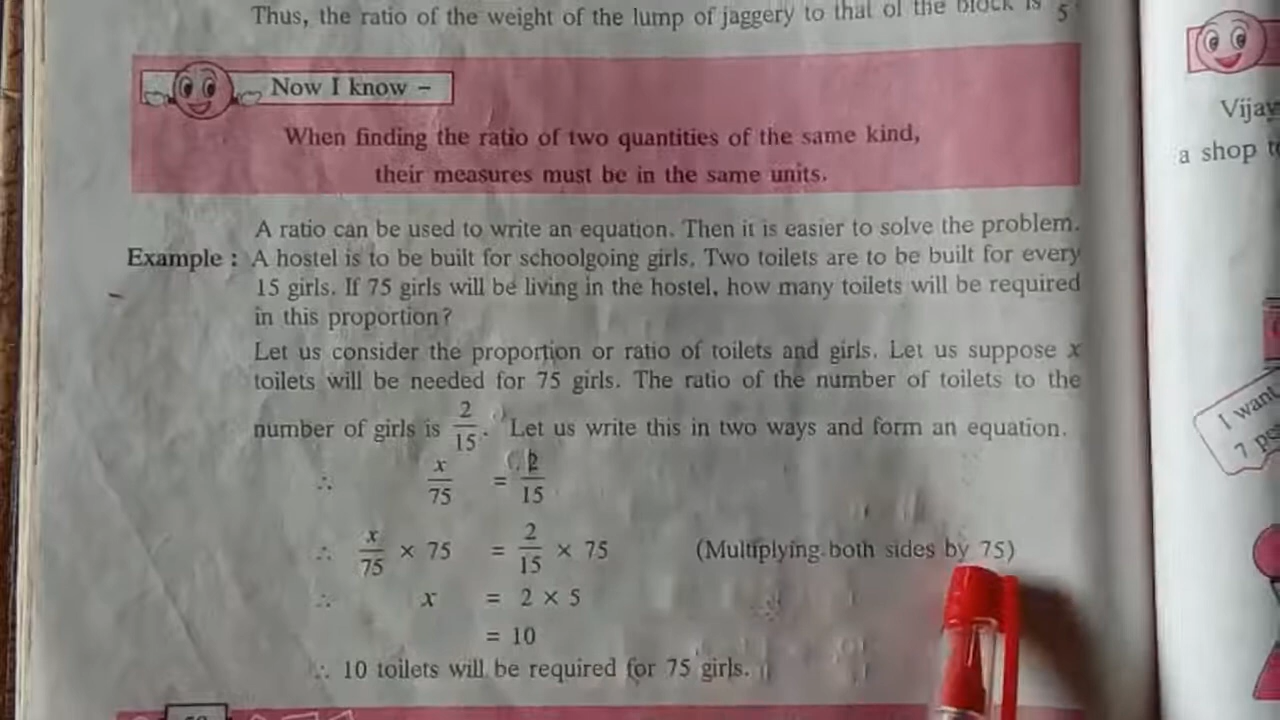 Thus, the ratio of the weight of the lump of jaggery to that of the block is 5
Now I know –
When finding the ratio of two quantities of the same kind,
their measures must be in the same units.
A ratio can be used to write an equation. Then it is easier to solve the problem.
Example : A hostel is to be built for schoolgoing girls. Two toilets are to be built for every
15 girls. If 75 girls will be living in the hostel, how many toilets will be required
in this proportion?
Let us consider the proportion or ratio of toilets and girls. Let us suppose x
toilets will be needed for 75 girls. The ratio of the number of toilets to the
number of girls is 2/15. Let us write this in two ways and form an equation.
∴ x/75 = 2/15
∴ x/75 × 75 = 2/15 × 75 (Multiplying both sides by 75)
∴ x = 2 × 5
= 10
∴ 10 toilets will be required for 75 girls.
Vijay
a shop
I want
7